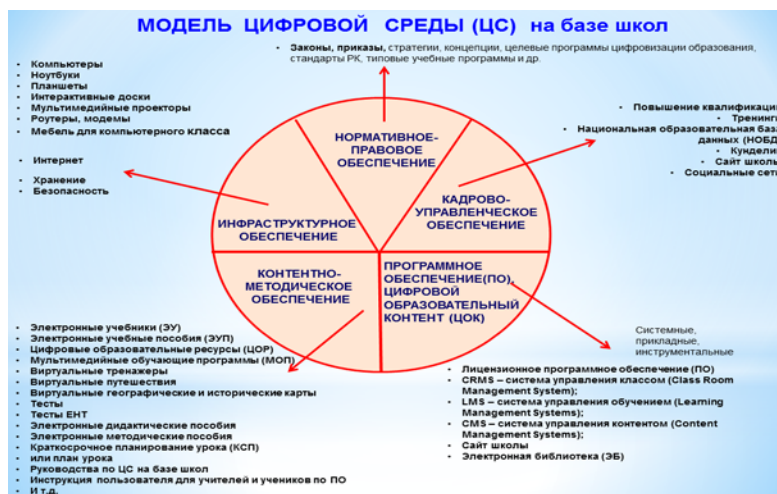 МОДЕЛЬ ЦИФРОВОЙ СРЕДЫ (ЦС) на базе школ
• Законы, приказы, стратегии, концепции, целевые программы цифровизации образования,
стандарты РК, типовые учебные программы и др.
• Компьютеры
• Ноутбуки
• Планшеты
• Интерактивные доски
• Мультимедийные проекторы
• Роутеры, модемы
• Мебель для компьютерного класса
• Интернет
• Хранение
• Безопасность
• Повышение квалификации
• Тренинги
• Национальная образовательная база
данных (НОБД)
• Кунделик
• Сайт школы
• Социальные сети
НОРМАТИВНОЕ-
ПРАВОВОЕ
ОБЕСПЕЧЕНИЕ
КАДРОВО-
УПРАВЛЕНЧЕСКОЕ
ОБЕСПЕЧЕНИЕ
ИНФРАСТРУКТУРНОЕ
ОБЕСПЕЧЕНИЕ
КОНТЕНТНО-
МЕТОДИЧЕСКОЕ
ОБЕСПЕЧЕНИЕ
ПРОГРАММНОЕ
ОБЕСПЕЧЕНИЕ(ПО),
ЦИФРОВОЙ
ОБРАЗОВАТЕЛЬНЫЙ
КОНТЕНТ (ЦОК)
• Электронные учебники (ЭУ)
• Электронные учебные пособия (ЭУП)
• Цифровые образовательные ресурсы (ЦОР)
• Мультимедийные обучающие программы (МОП)
• Виртуальные тренажеры
• Виртуальные путешествия
• Виртуальные географические и исторические карты
• Тесты
• Тесты ЕНТ
• Электронные дидактические пособия
• Электронные методические пособия
• Краткосрочное планирование урока (КСП)
• или план урока
• Руководства по ЦС на базе школ
• Инструкция пользователя для учителей и учеников по ПО
• И т.д.
Системные,
прикладные,
инструментальные
• Лицензионное программное обеспечение (ПО)
• CRMS – система управления классом (Class Room
Management System);
• LMS – система управления обучением (Learning
Management Systems);
• CMS – система управления контентом (Content
Management Systems);
• Сайт школы
• Электронная библиотека (ЭБ)